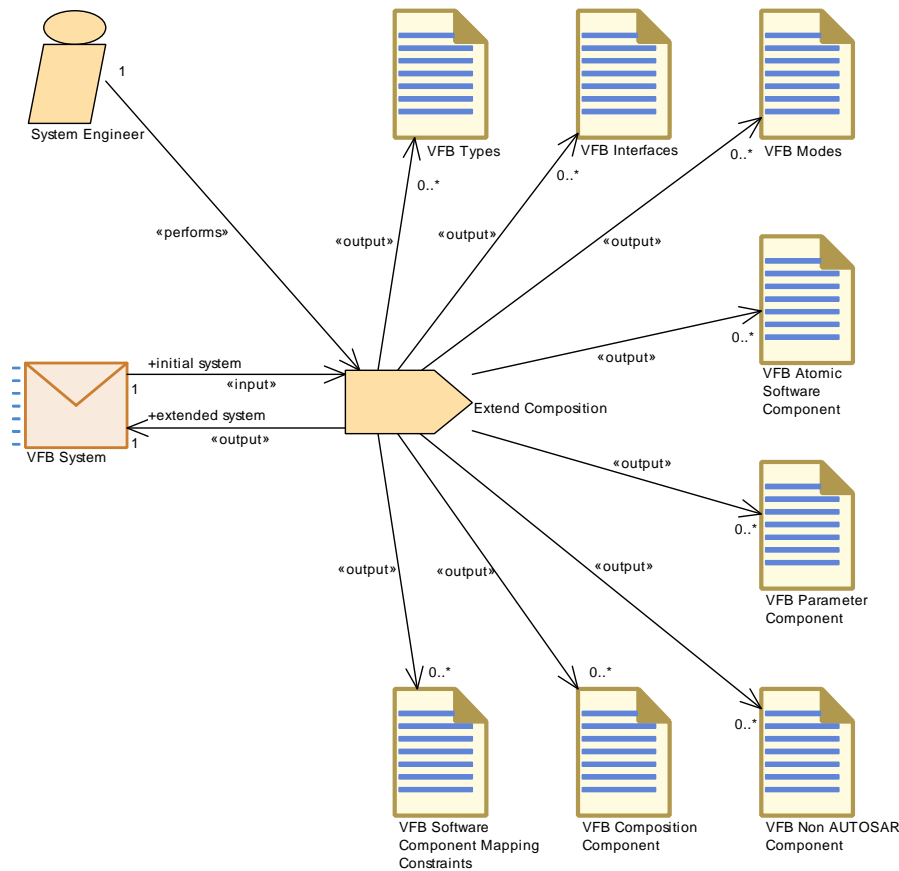 1
System Engineer
VFB Types
VFB Interfaces
VFB Modes
0..*
0..*
0..*
«performs»
«output»
«output»
«output»
VFB Atomic
Software
Component
0..*
«output»
+initial system
«input»
1
+extended system
«output»
1
VFB System
Extend Composition
«output»
0..*
VFB Parameter
Component
«output»
«output»
«output»
0..*
0..*
0..*
VFB Software
Component Mapping
Constraints
VFB Composition
Component
VFB Non AUTOSAR
Component